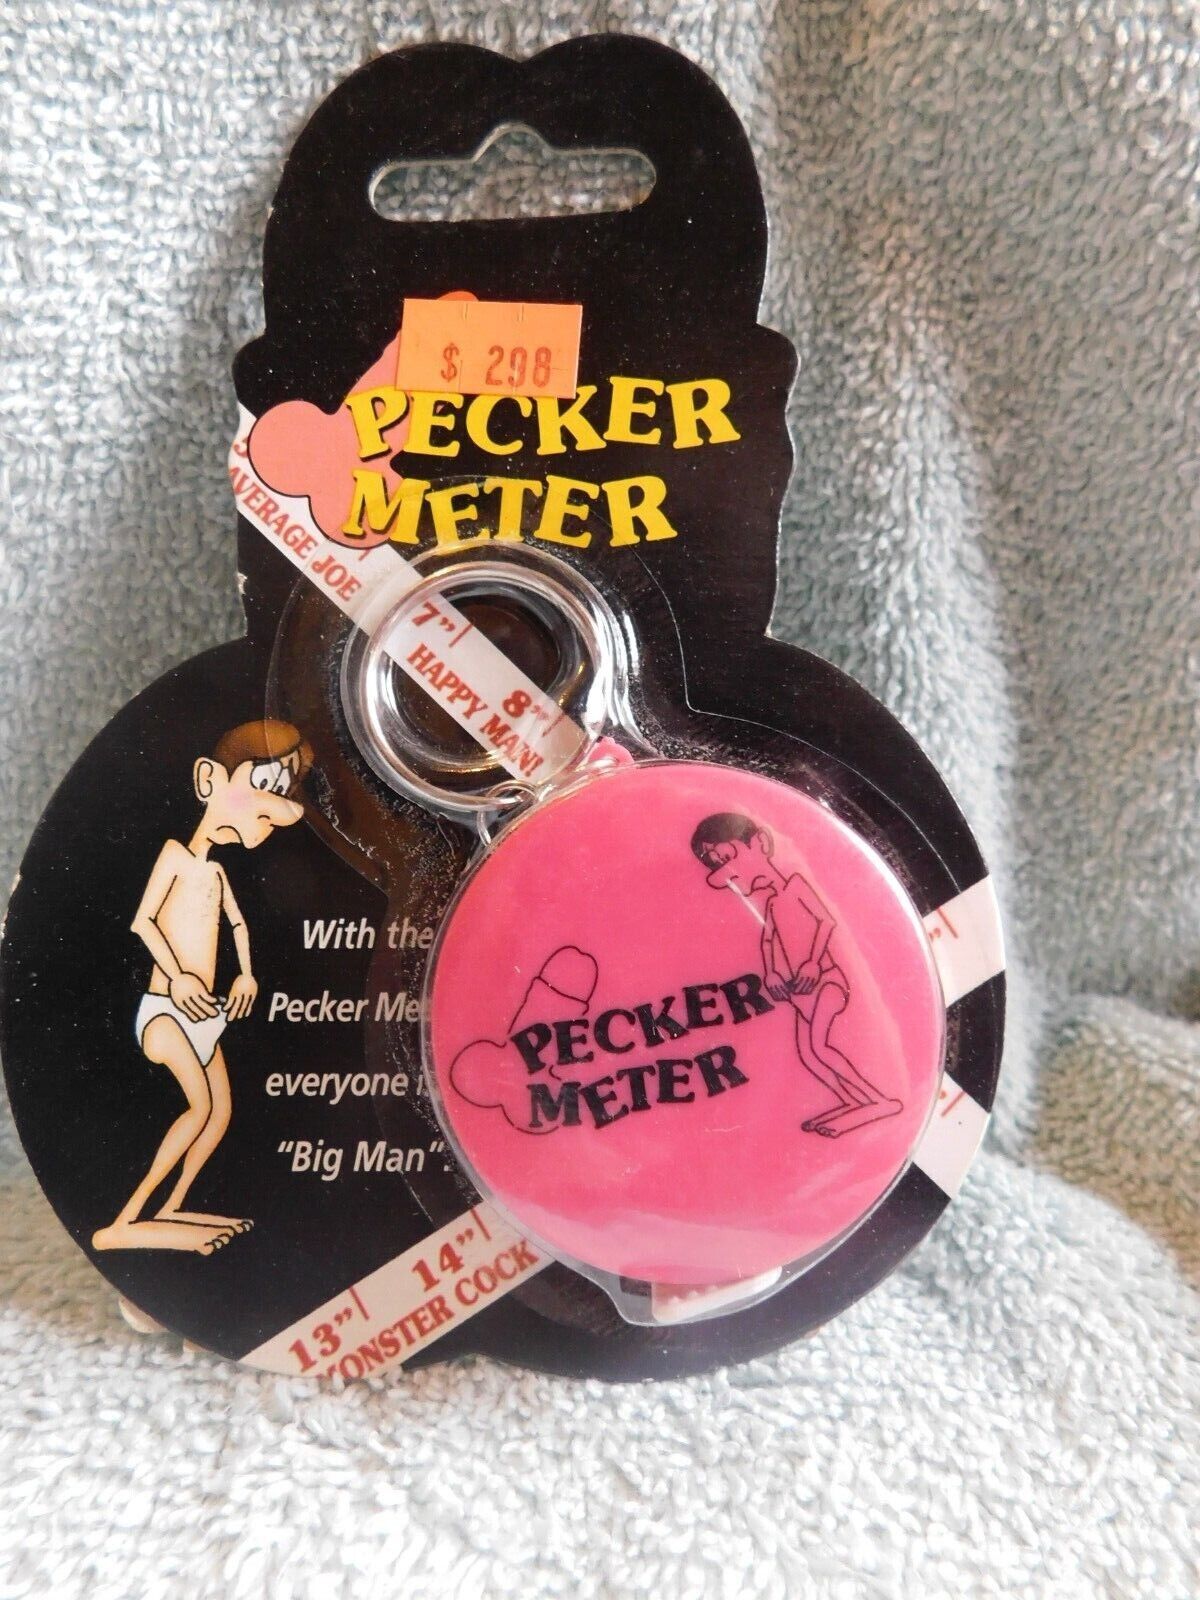 $ 298
PECKER
METER
5
AVERAGE JOE
7"
HAPPY MAN!
8"
With the
Pecker Me
everyone i
"Big Man".
PECKER
METER
13"
14"
MONSTER COCK